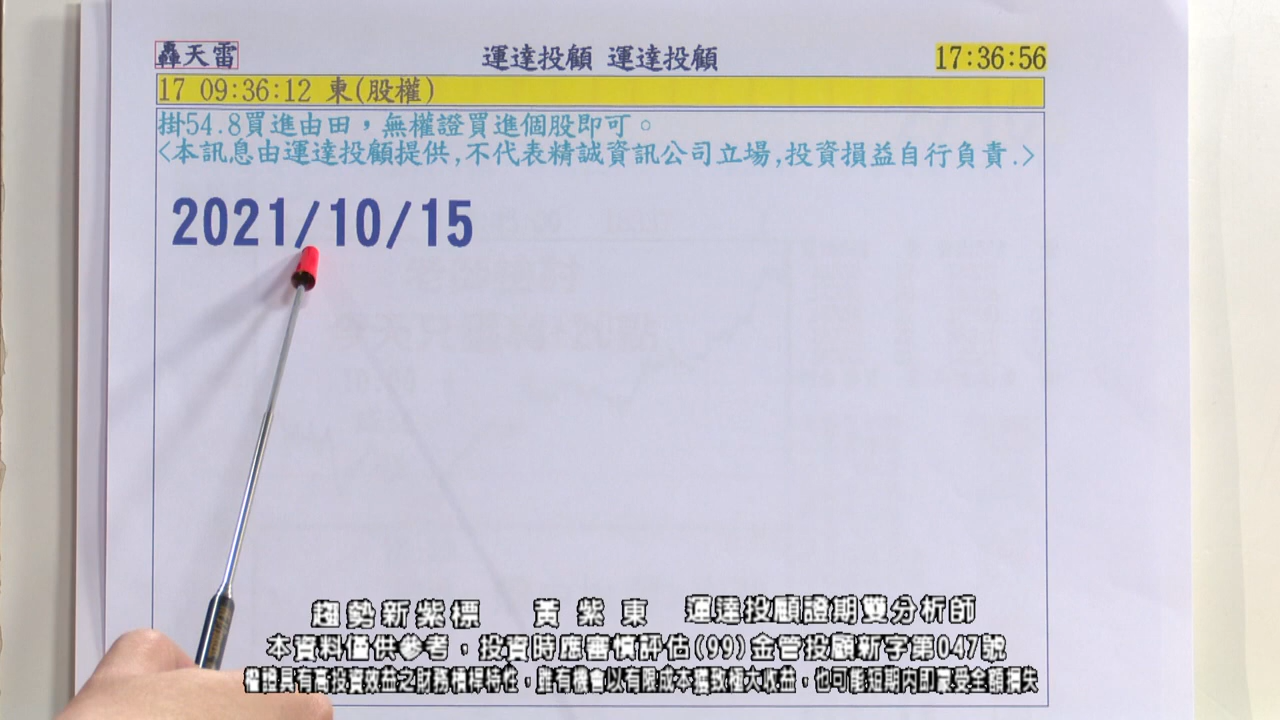 轟天雷 運達投顧 運達投顧 17:36:56
17 09:36:12 東(股權)
掛54.8買進由田,無權證買進個股即可。
<本訊息由運達投顧提供,不代表精誠資訊公司立場,投資損益自行負責.>
2021/10/15
趨勢新紫標 黃紫東 運達投顧證期雙分析師
本資料僅供參考,投資時應審慎評估(99)金管投顧新字第047號
權證具有高投資效益之財務槓桿特性,雖有機會以有限成本獲致極大收益,也可能短期內即蒙受全額損失